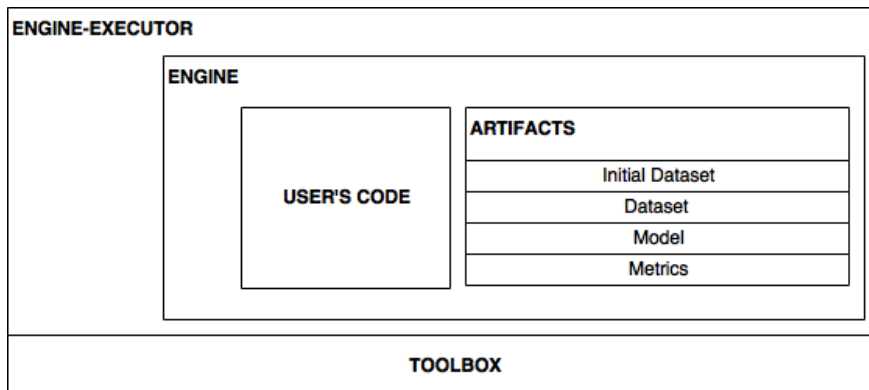 ENGINE-EXECUTOR
ENGINE
ARTIFACTS
Initial Dataset
USER'S CODE
Dataset
Model
Metrics
TOOLBOX